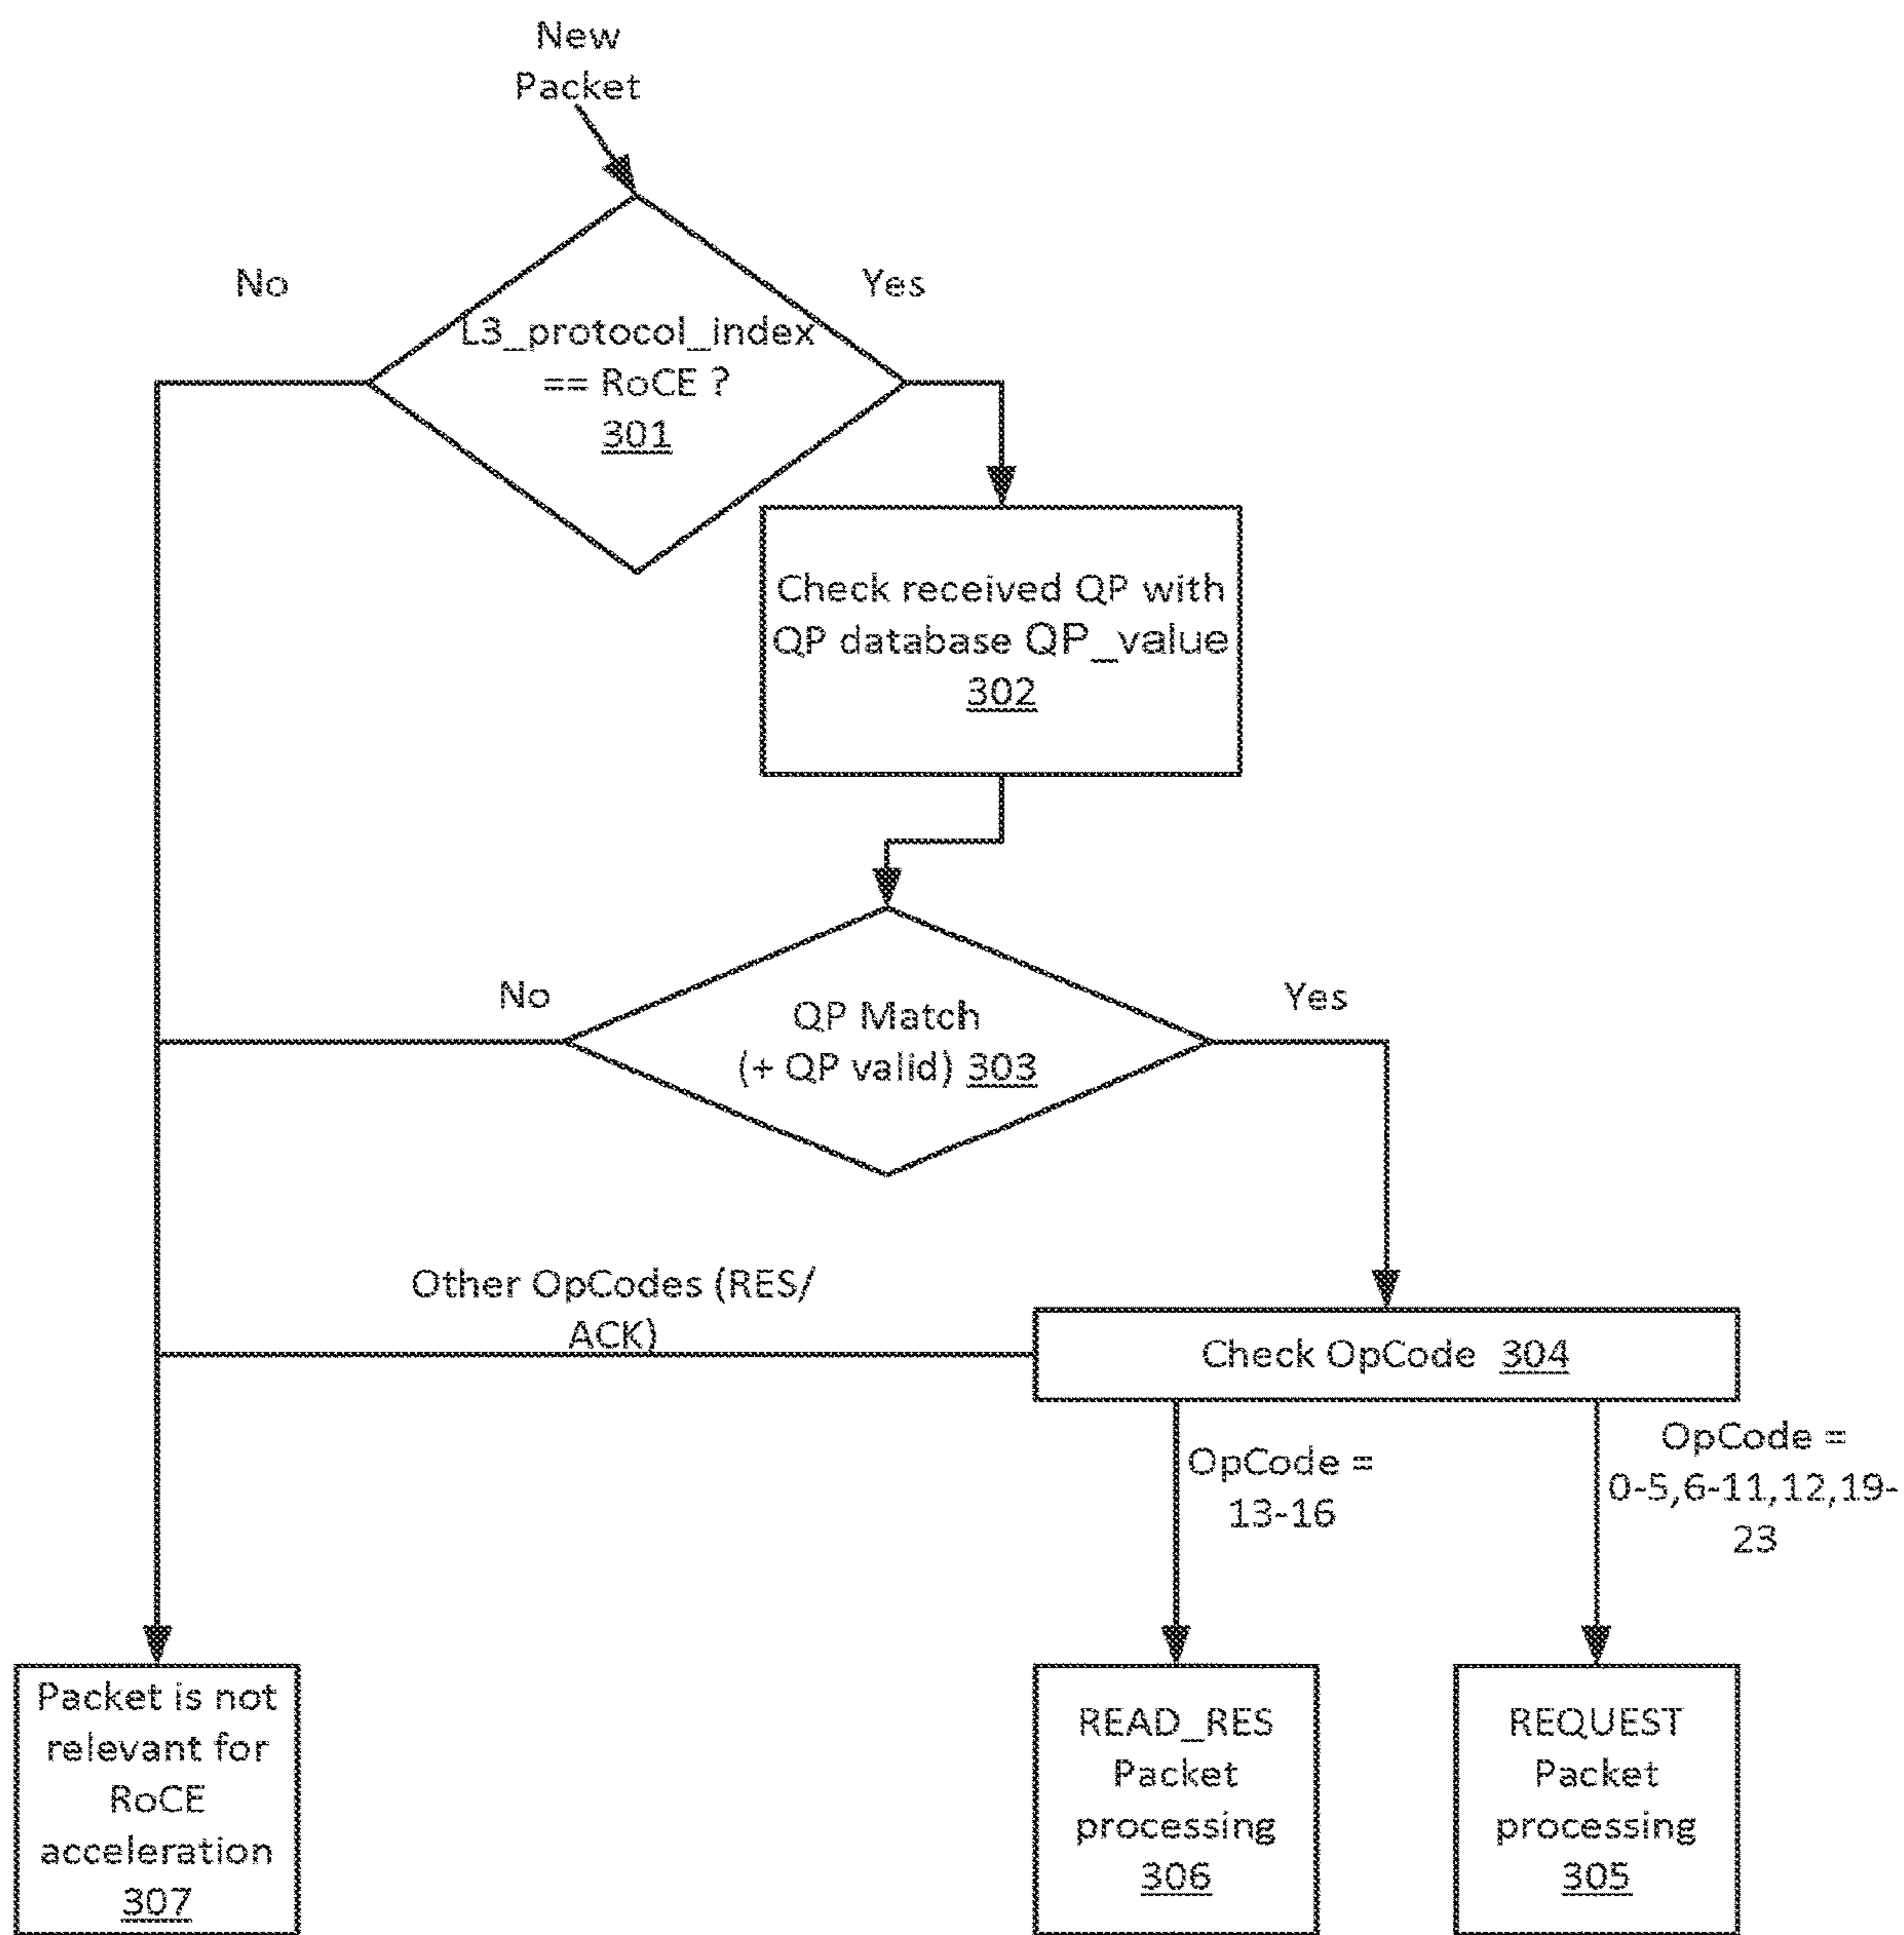 New
Packet
No
Yes
L3_protocol_index
== RoCE ?
301
Check received QP with
QP database QP_value
302
No
Yes
QP Match
(+ QP valid) 303
Other OpCodes (RES/
ACK)
Check OpCode 304
OpCode =
13-16
OpCode =
0-5,6-11,12,19-
23
Packet is not
relevant for
RoCE
acceleration
307
READ_RES
Packet
processing
306
REQUEST
Packet
processing
305